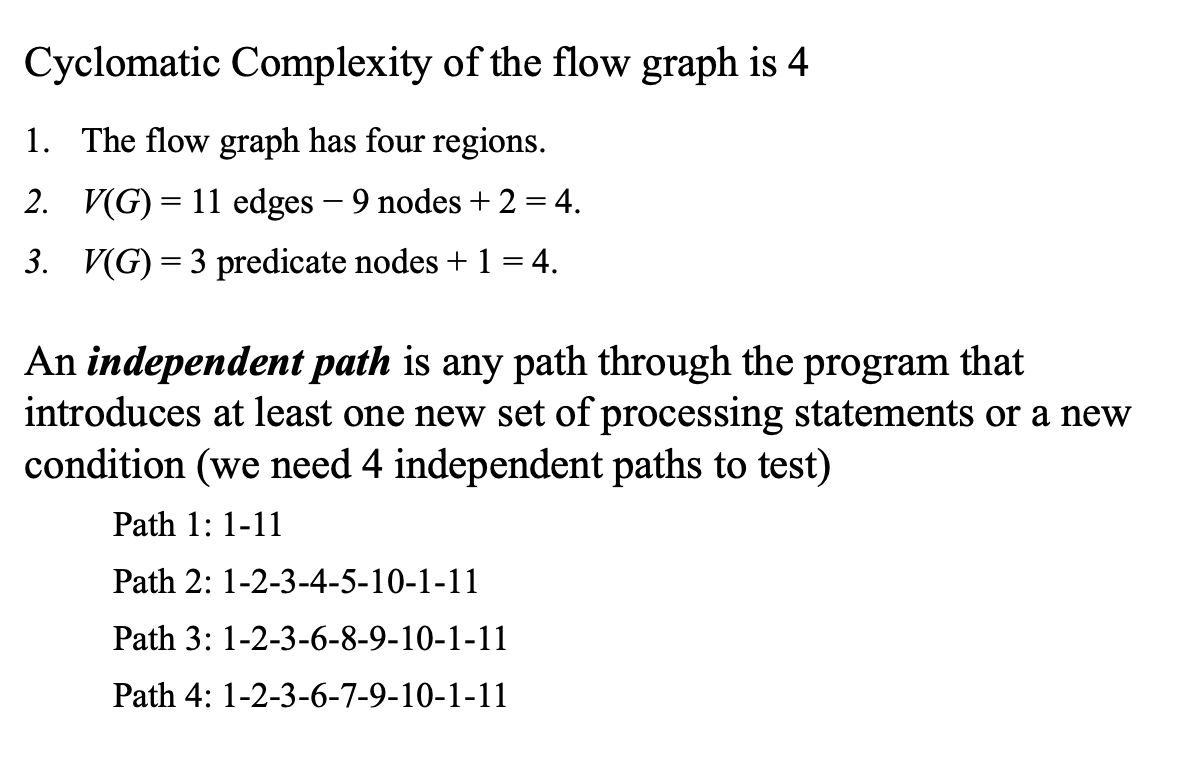 Cyclomatic Complexity of the flow graph is 4
1. The flow graph has four regions.
2. V(G) = 11 edges – 9 nodes + 2 = 4.
3. V(G) = 3 predicate nodes + 1 = 4.
An independent path is any path through the program that
introduces at least one new set of processing statements or a new
condition (we need 4 independent paths to test)
Path 1: 1-11
Path 2: 1-2-3-4-5-10-1-11
Path 3: 1-2-3-6-8-9-10-1-11
Path 4: 1-2-3-6-7-9-10-1-11